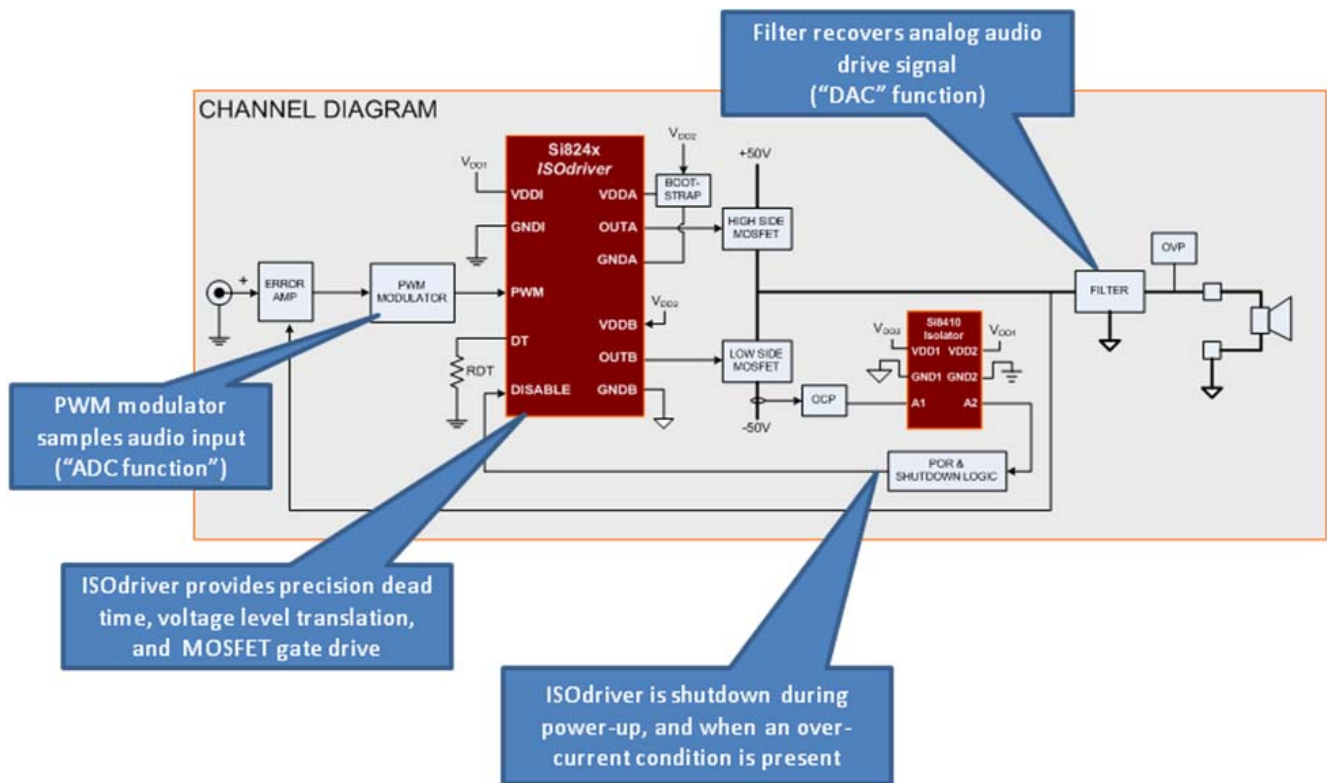 Filter recovers analog audio
drive signal
("DAC" function)
CHANNEL DIAGRAM
Si824x
ISOdriver
VDD1
VDDI
GNDI
PWM
DT
DISABLE
VDDA
OUTA
GNDA
VDDB
OUTB
GNDB
VDD2
BOOT-
STRAP
VDD2
+50V
HIGH SIDE
MOSFET
LOW SIDE
MOSFET
-50V
+
ERROR
AMP
PWM
MODULATOR
RDT
OCP
Si8410
Isolator
VDD2
VDD1
VDD1 VDD2
GND1 GND2
A1 A2
POR &
SHUTDOWN LOGIC
FILTER
OVP
PWM modulator
samples audio input
("ADC function")
ISOdriver provides precision dead
time, voltage level translation,
and MOSFET gate drive
ISOdriver is shutdown during
power-up, and when an over-
current condition is present